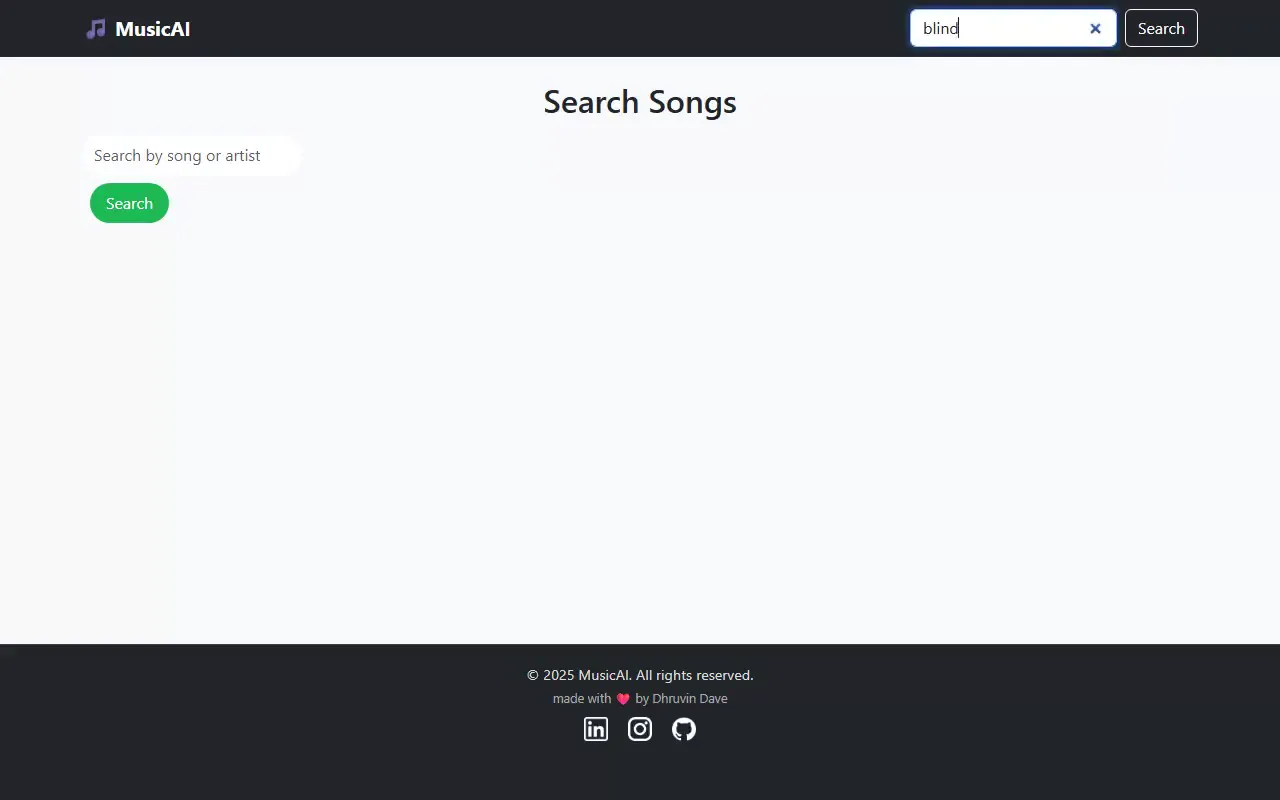 MusicAI
blind
Search
Search Songs
Search by song or artist
Search
© 2025 MusicAI. All rights reserved.
made with 💗 by Dhruvin Dave
in